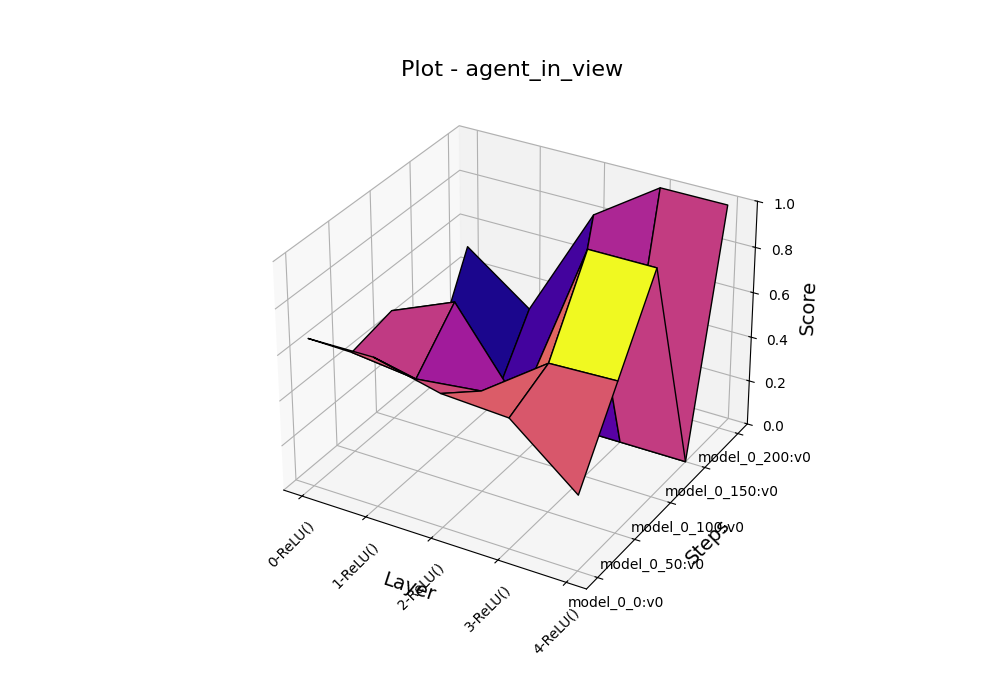 Plot - agent_in_view
1.0
0.8
0.6
0.4
0.2
0.0
Score
model_0_200:v0
model_0_150:v0
model_0_100:v0
model_0_50:v0
model_0_0:v0
Steps
0-ReLU()
1-ReLU()
2-ReLU()
3-ReLU()
4-ReLU()
Layer